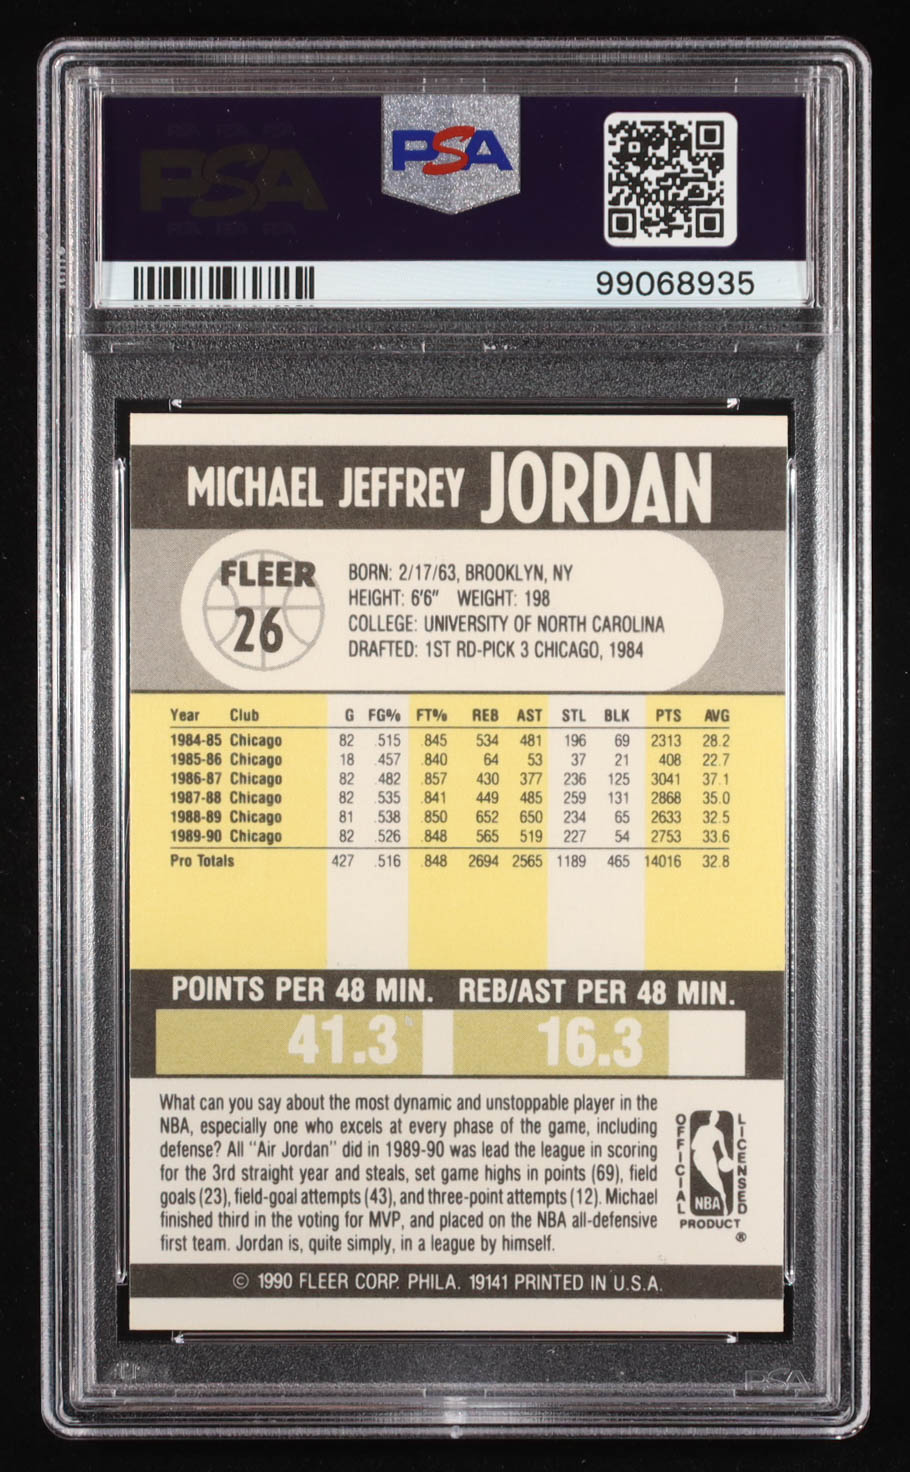 PSA
PSA
99068935
MICHAEL JEFFREY JORDAN
FLEER
26
BORN: 2/17/63, BROOKLYN, NY
HEIGHT: 6'6" WEIGHT: 198
COLLEGE: UNIVERSITY OF NORTH CAROLINA
DRAFTED: 1ST RD-PICK 3 CHICAGO, 1984
Year Club G FG% FT% REB AST STL BLK PTS AVG
1984-85 Chicago 82 .515 .845 534 481 196 69 2313 28.2
1985-86 Chicago 18 .457 .840 64 53 37 21 408 22.7
1986-87 Chicago 82 .482 .857 430 377 236 125 3041 37.1
1987-88 Chicago 82 .535 .841 449 485 259 131 2868 35.0
1988-89 Chicago 81 .538 .850 652 650 234 65 2633 32.5
1989-90 Chicago 82 .526 .848 565 519 227 54 2753 33.6
Pro Totals 427 .516 .848 2694 2565 1189 465 14016 32.8
POINTS PER 48 MIN. REB/AST PER 48 MIN.
41.3 16.3
What can you say about the most dynamic and unstoppable player in the
NBA, especially one who excels at every phase of the game, including
defense? All "Air Jordan" did in 1989-90 was lead the league in scoring
for the 3rd straight year and steals, set game highs in points (69), field
goals (23), field-goal attempts (43), and three-point attempts (12). Michael
finished third in the voting for MVP, and placed on the NBA all-defensive
first team. Jordan is, quite simply, in a league by himself.
OFFICIAL
LICENSED
NBA
PRODUCT
®
© 1990 FLEER CORP. PHILA. 19141 PRINTED IN U.S.A.
PSA